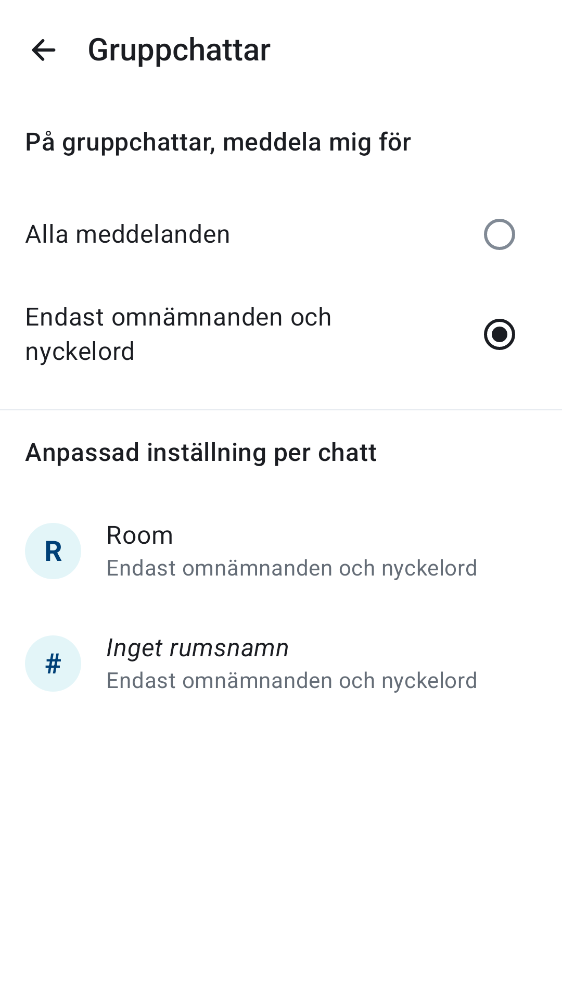 Gruppchattar
På gruppchattar, meddela mig för
Alla meddelanden
Endast omnämnanden och
nyckelord
Anpassad inställning per chatt
R
Room
Endast omnämnanden och nyckelord
#
Inget rumsnamn
Endast omnämnanden och nyckelord